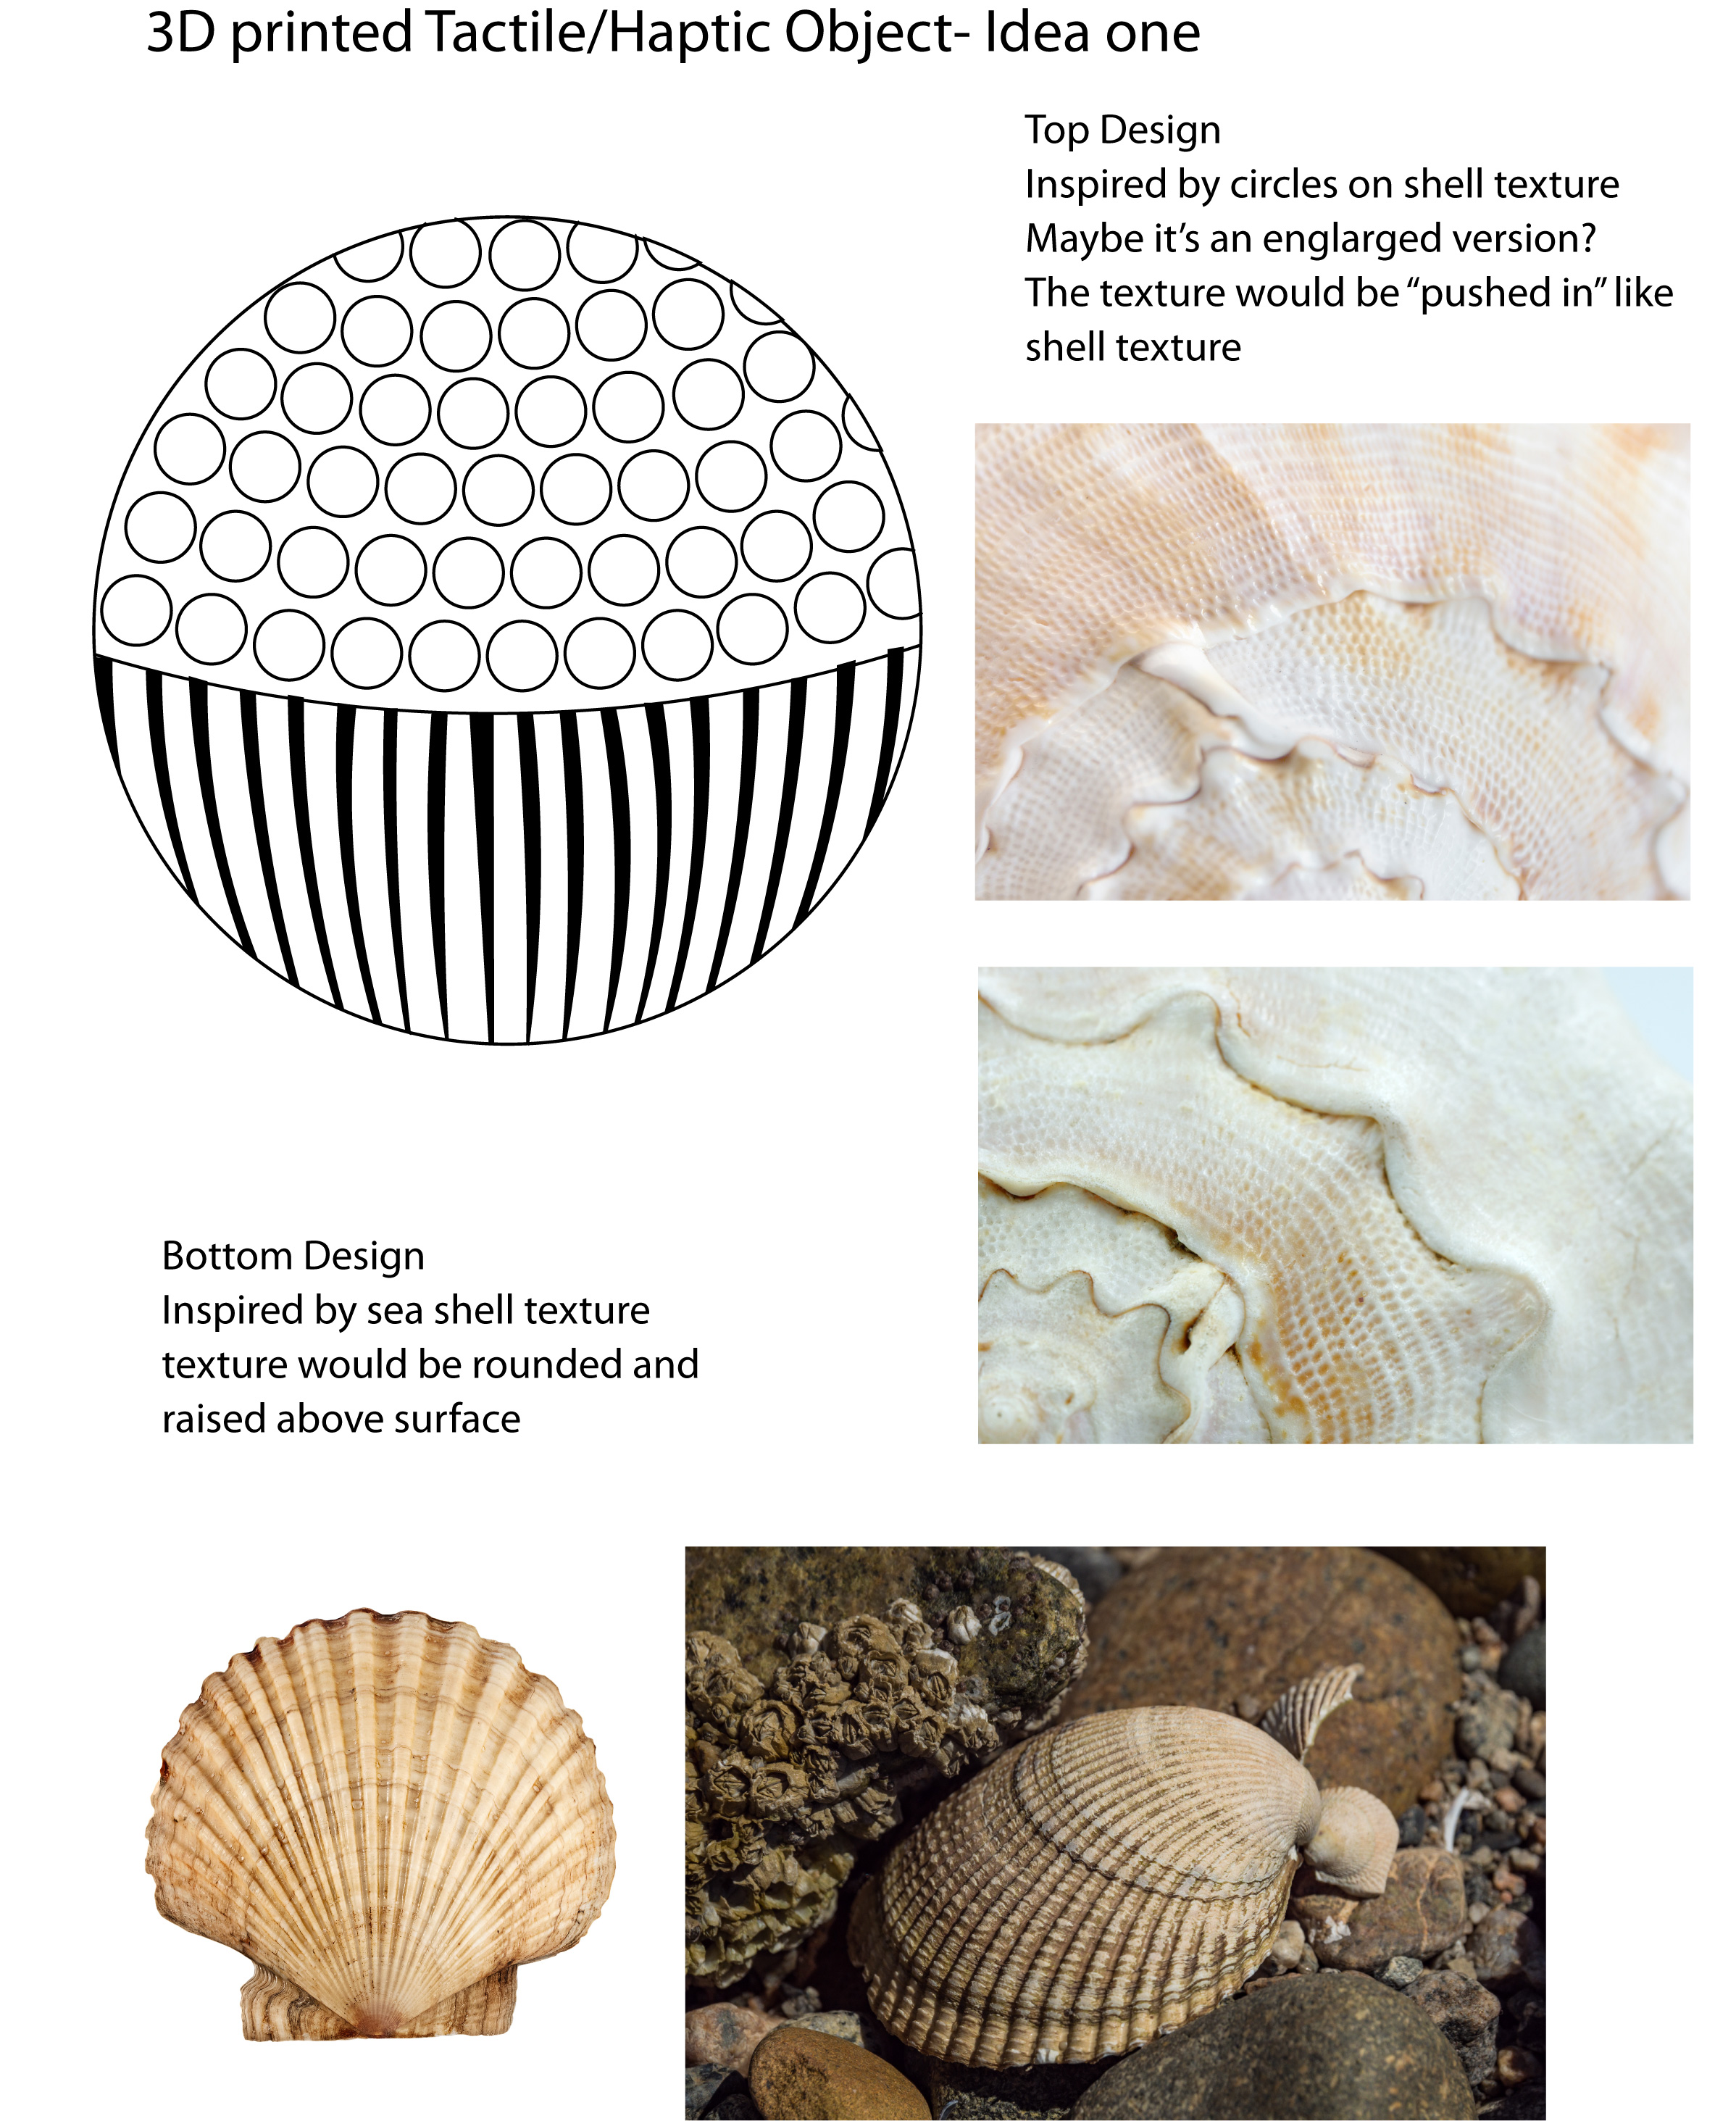 3D printed Tactile/Haptic Object- Idea one
Top Design
Inspired by circles on shell texture
Maybe it’s an englarged version?
The texture would be “pushed in” like
shell texture
Bottom Design
Inspired by sea shell texture
texture would be rounded and
raised above surface